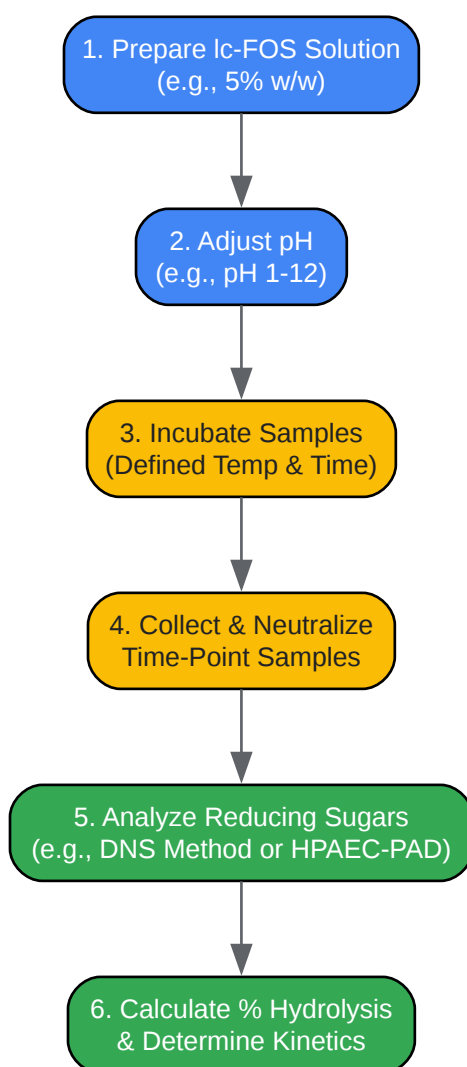 1. Prepare lc-FOS Solution
(e.g., 5% w/w)
2. Adjust pH
(e.g., pH 1-12)
3. Incubate Samples
(Defined Temp & Time)
4. Collect & Neutralize
Time-Point Samples
5. Analyze Reducing Sugars
(e.g., DNS Method or HPAEC-PAD)
6. Calculate % Hydrolysis
& Determine Kinetics